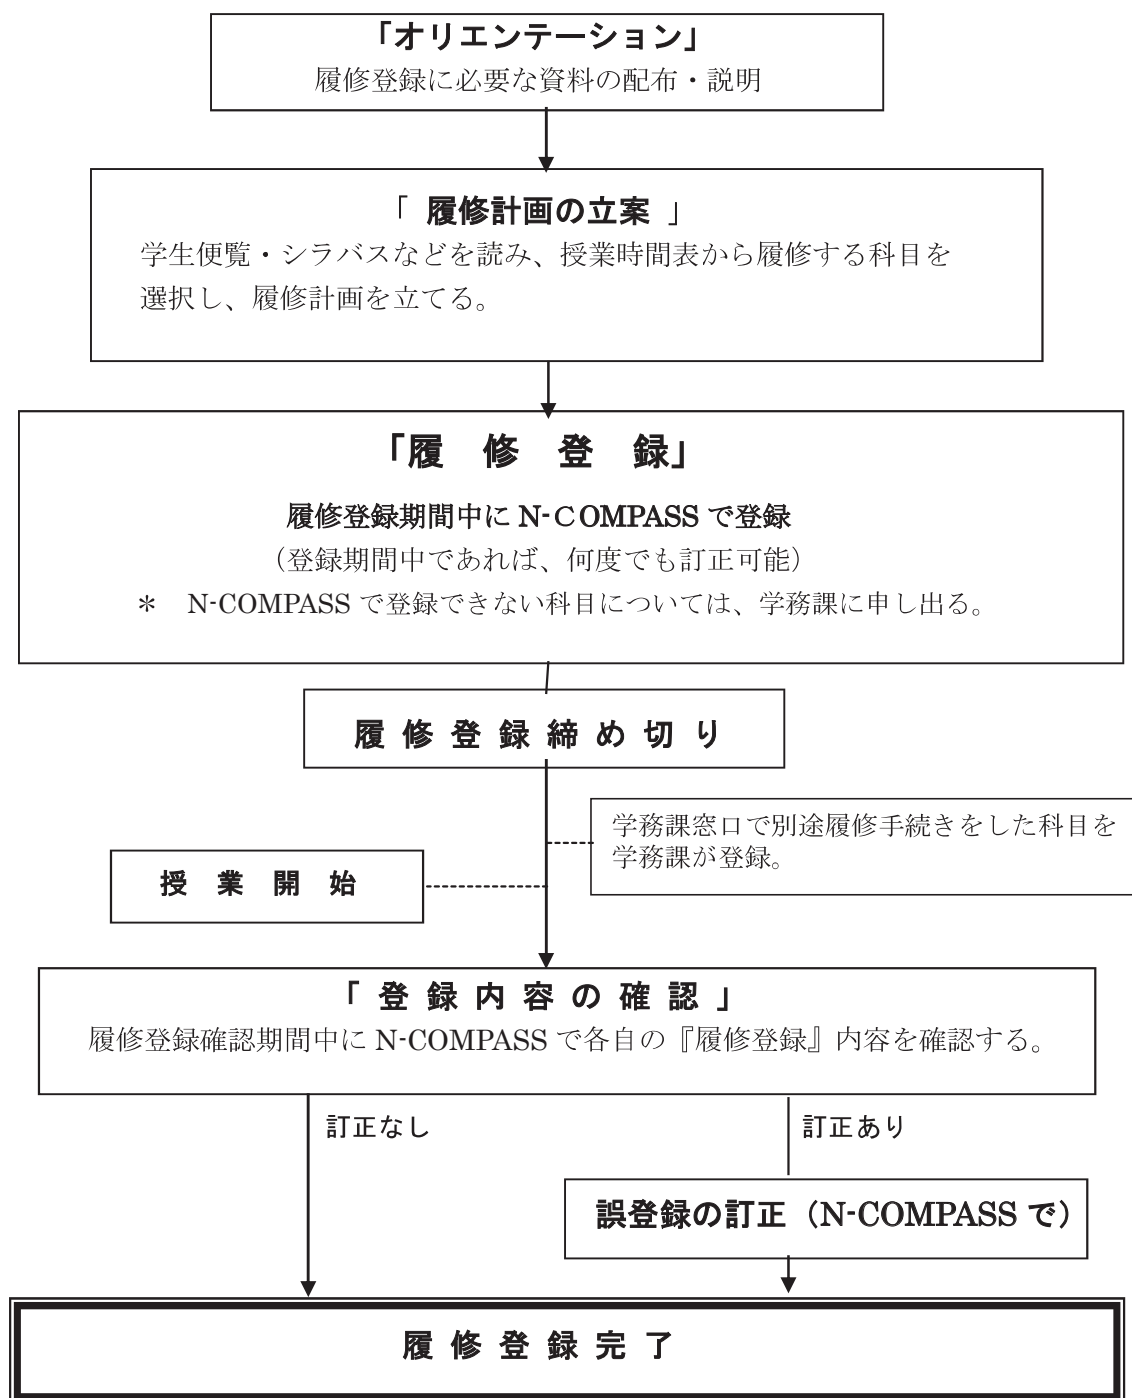 「オリエンテーション」
履修登録に必要な資料の配布・説明
「 履修計画の立案 」
学生便覧・シラバスなどを読み、授業時間表から履修する科目を
選択し、履修計画を立てる。
「履 修 登 録」
履修登録期間中に N-COMPASS で登録
(登録期間中であれば、何度でも訂正可能)
＊ N-COMPASS で登録できない科目については、学務課に申し出る。
履 修 登 録 締 め 切 り
学務課窓口で別途履修手続きをした科目を
学務課が登録。
授 業 開 始
「 登 録 内 容 の 確 認 」
履修登録確認期間中に N-COMPASS で各自の『履修登録』内容を確認する。
訂正なし
訂正あり
誤登録の訂正（N-COMPASS で）
履 修 登 録 完 了